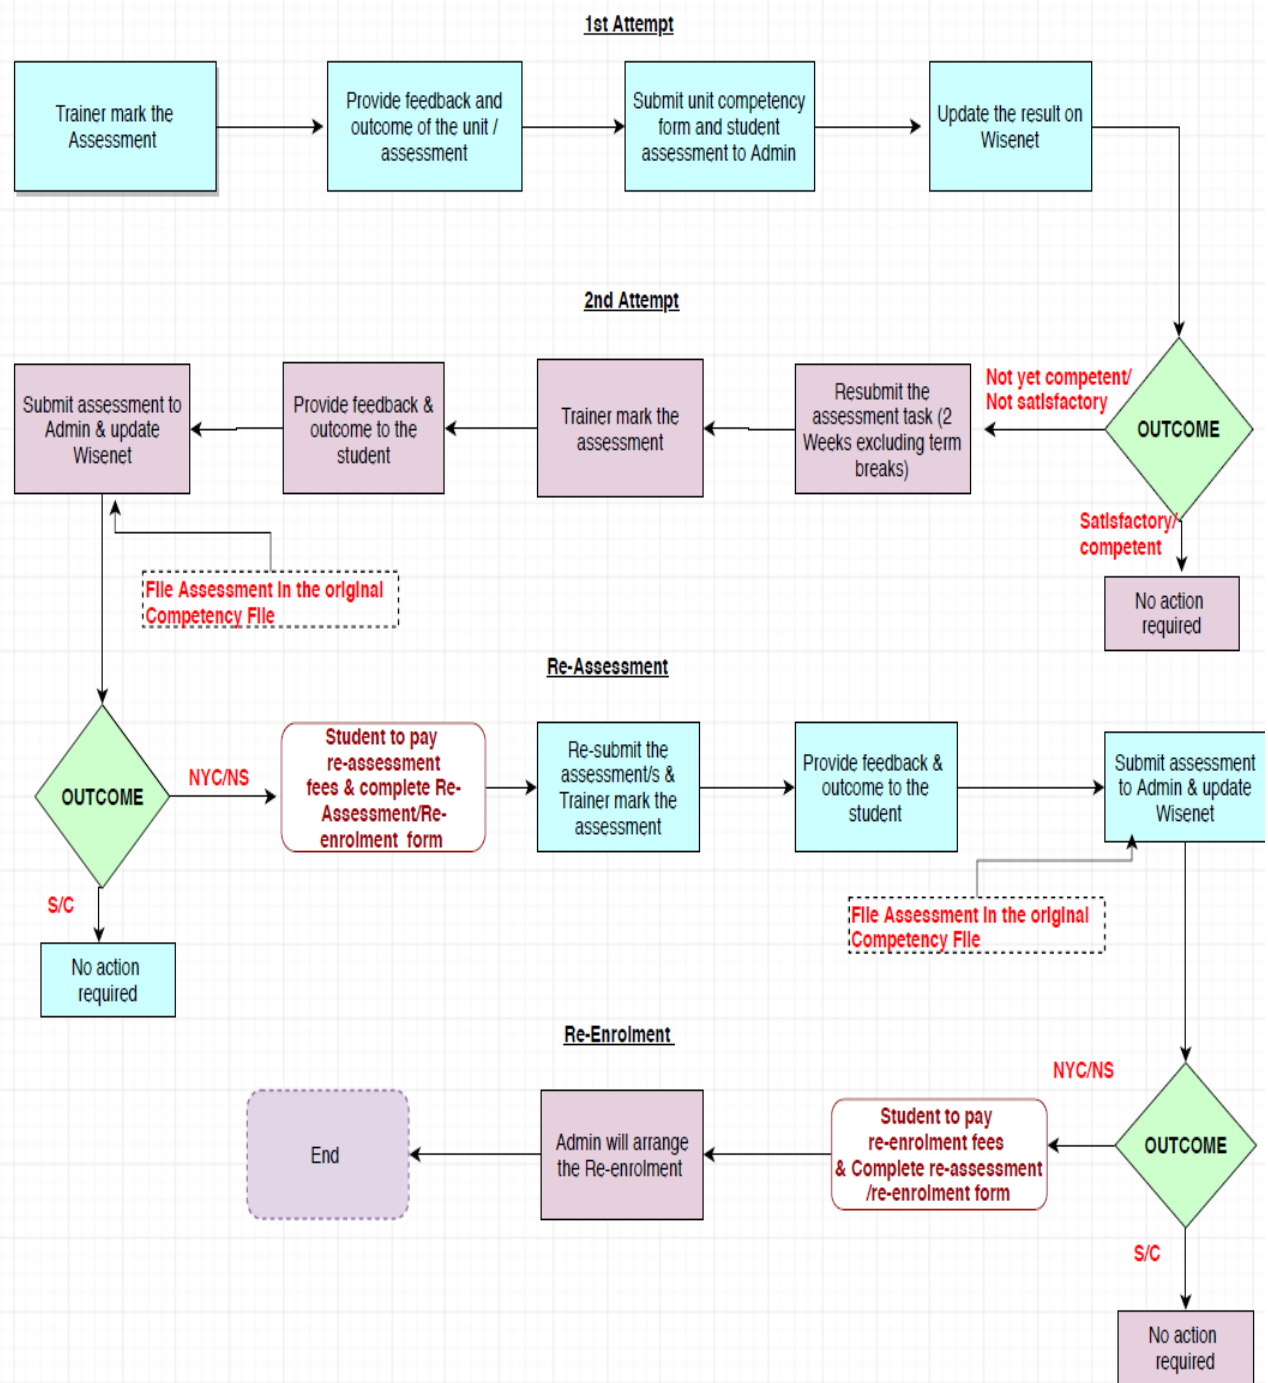 1st Attempt
Trainer mark the
Assessment
Provide feedback and
outcome of the unit /
assessment
Submit unit competency
form and student
assessment to Admin
Update the result on
Wisenet
2nd Attempt
OUTCOME
Not yet competent/
Not satisfactory
Resubmit the
assessment task (2
Weeks excluding term
breaks)
Trainer mark the
assessment
Provide feedback &
outcome to the
student
Submit assessment to
Admin & update
Wisenet
Satisfactory/
competent
No action
required
File Assessment in the original
Competency File
Re-Assessment
OUTCOME
NYC/NS
Student to pay
re-assessment
fees & complete Re-
Assessment/Re-
enrolment form
Re-submit the
assessment/s &
Trainer mark the
assessment
Provide feedback &
outcome to the
student
Submit assessment
to Admin & update
Wisenet
S/C
No action
required
File Assessment in the original
Competency File
Re-Enrolment
OUTCOME
NYC/NS
Student to pay
re-enrolment fees
& Complete re-assessment
/re-enrolment form
Admin will arrange
the Re-enrolment
End
S/C
No action
required